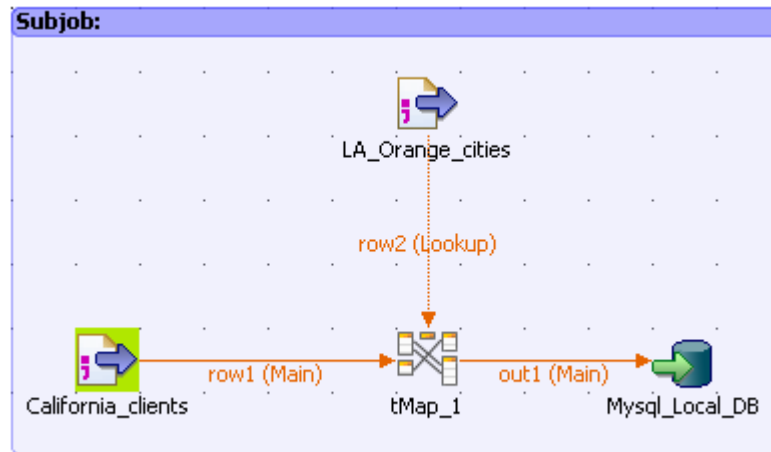 Subjob:
LA_Orange_cities
row2 (Lookup)
row1 (Main)
out1 (Main)
California_clients
tMap_1
Mysql_Local_DB